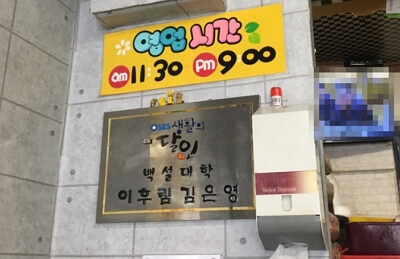 영업시간
am 11:30 pm 9:00
SBS 생활의
달인
백설대학
이후림 김은영